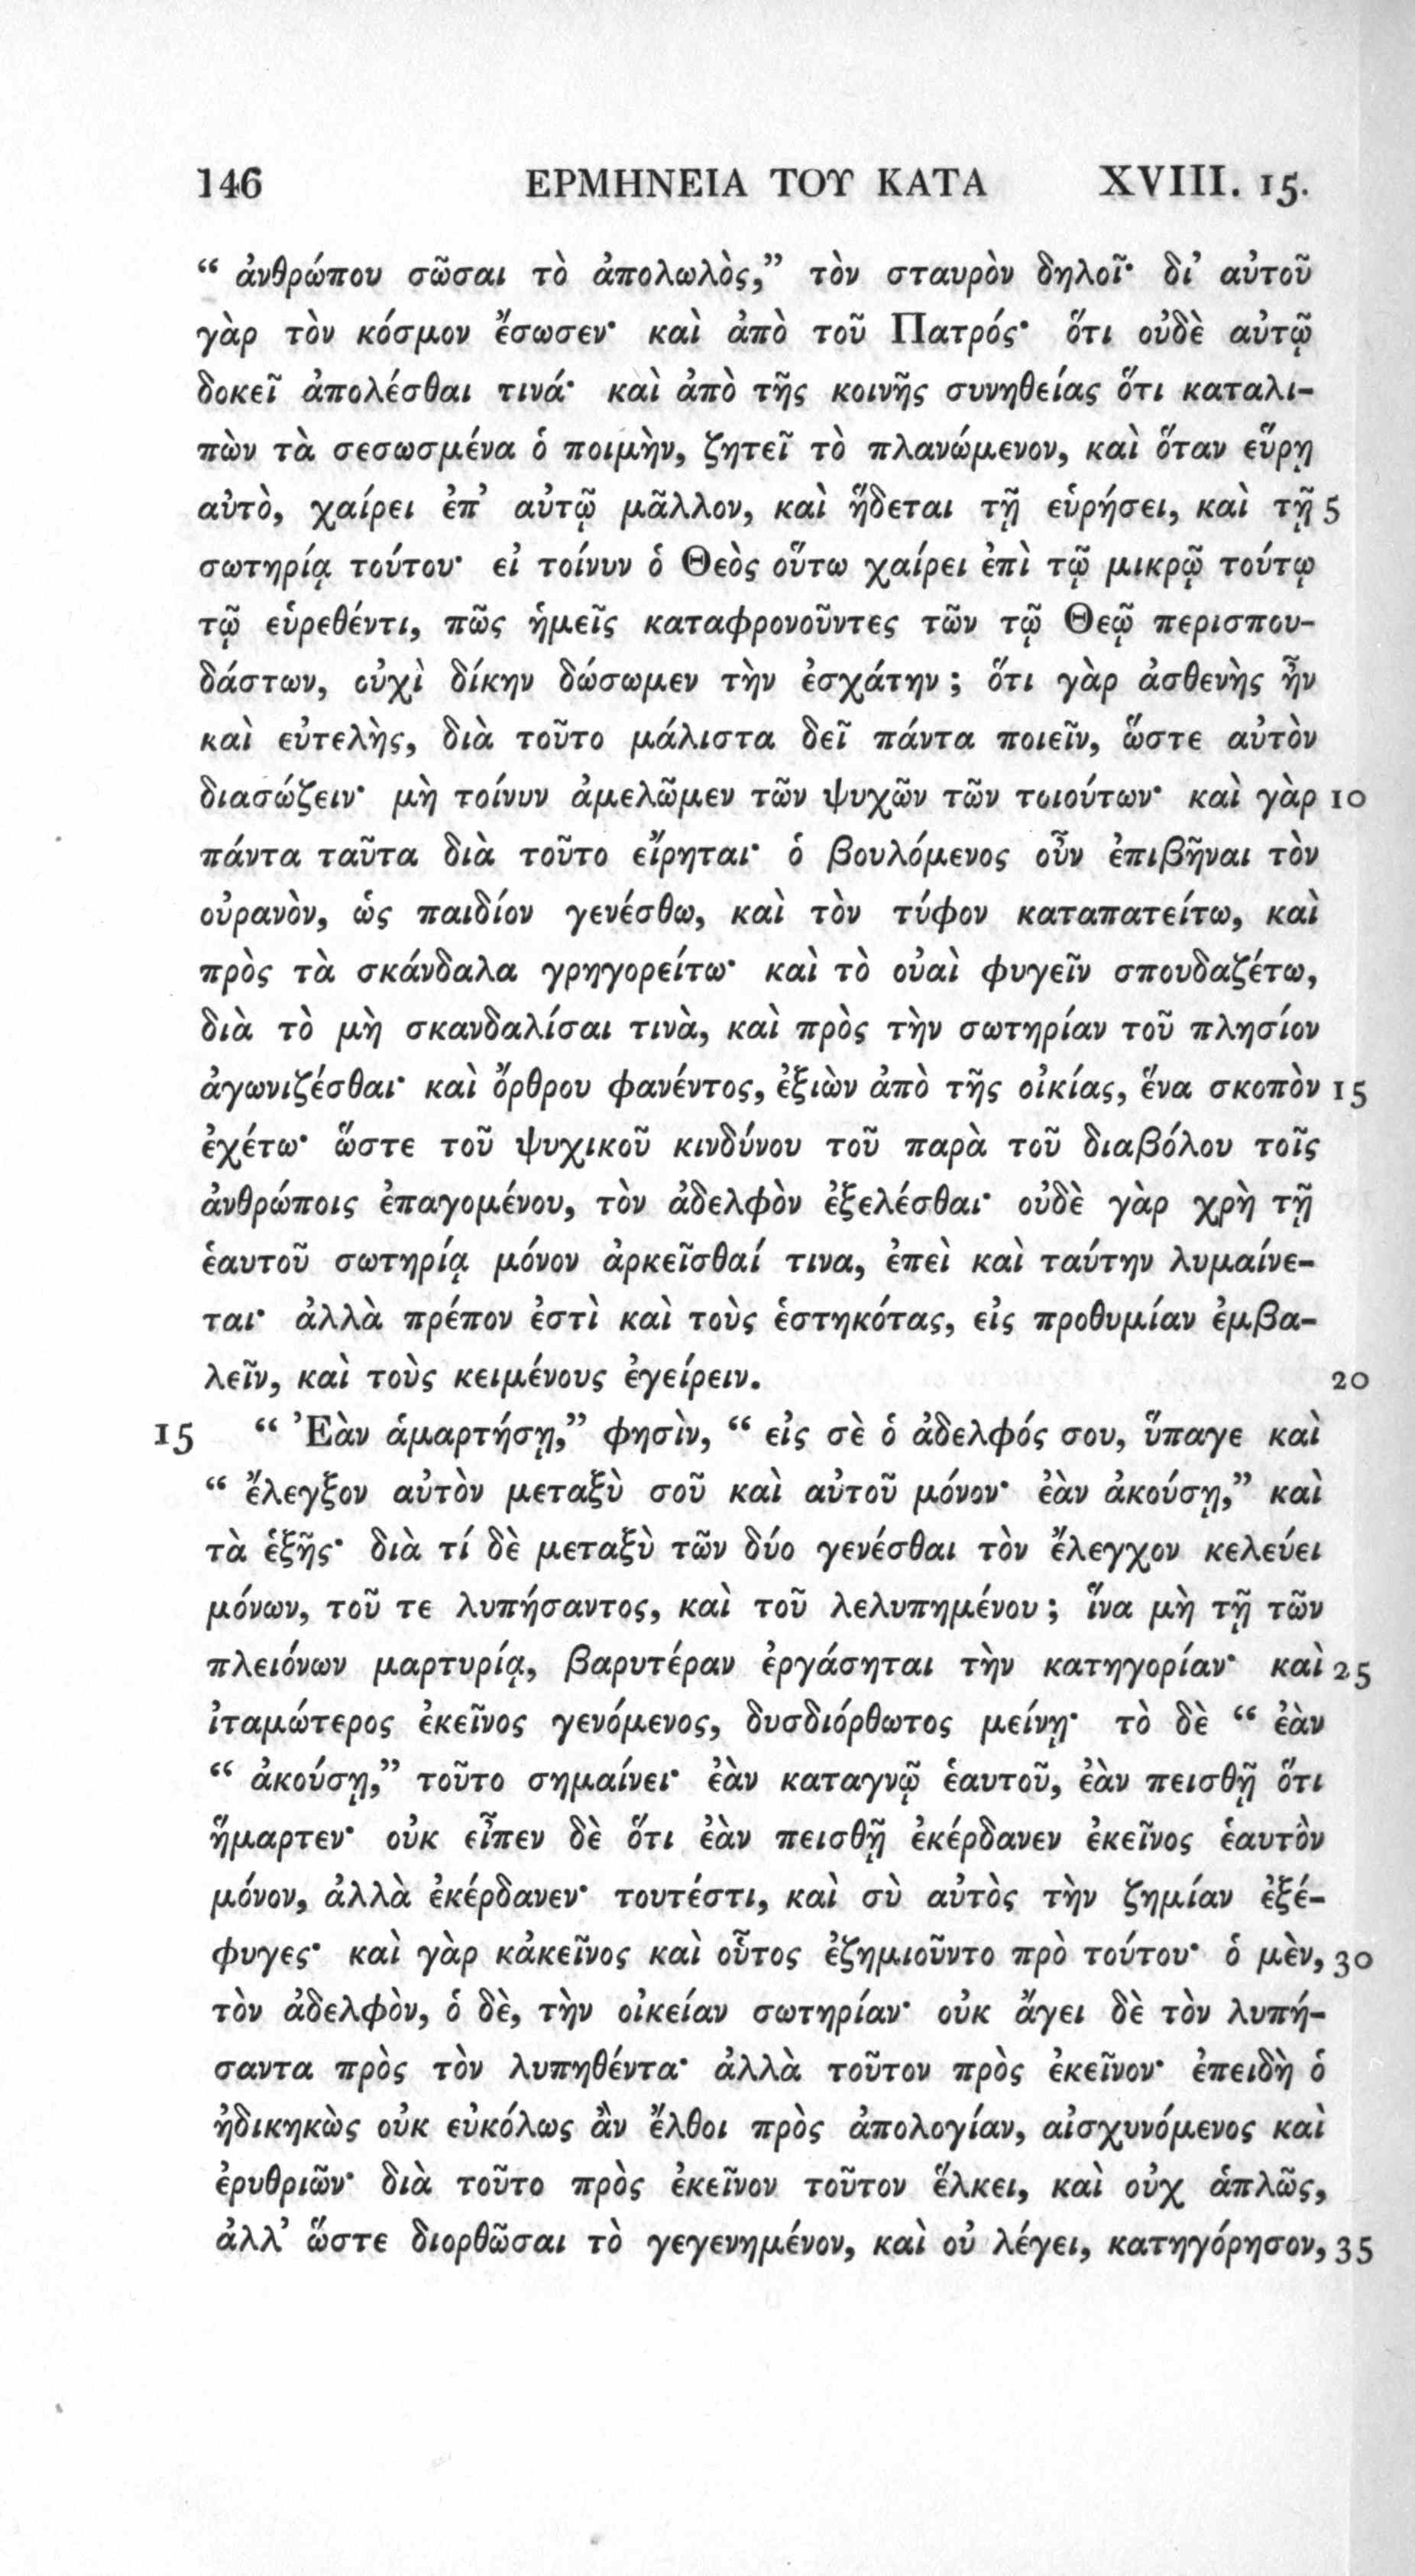 146 ΕΡΜΗΝΕΙΑ ΤΟΥ ΚΑΤΑ XVIII. 15.
“ ἀνθρώπου σῶσαι τὸ ἀπολωλὸς,” τὸν σταυρὸν δηλοῖ· δι’ αὐτοῦ
γὰρ τὸν κόσμον ἔσωσεν· καὶ ἀπὸ τοῦ Πατρός· ὅτι οὐδὲ αὐτῷ
δοκεῖ ἀπολέσθαι τινά· καὶ ἀπὸ τῆς κοινῆς συνηθείας ὅτι καταλι-
πὼν τὰ σεσωσμένα ὁ ποιμὴν, ζητεῖ τὸ πλανώμενον, καὶ ὅταν εὕρῃ
αὐτὸ, χαίρει ἐπ’ αὐτῷ μᾶλλον, καὶ ἥδεται τῇ εὑρήσει, καὶ τῇ 5
σωτηρίᾳ τούτου· εἰ τοίνυν ὁ Θεὸς οὕτω χαίρει ἐπὶ τῷ μικρῷ τούτῳ
τῷ εὑρεθέντι, πῶς ἡμεῖς καταφρονοῦντες τῶν τῷ Θεῷ περισπου-
δάστων, οὐχὶ δίκην δώσωμεν τὴν ἐσχάτην ; ὅτι γὰρ ἀσθενὴς ἦν
καὶ εὐτελὴς, διὰ τοῦτο μάλιστα δεῖ πάντα ποιεῖν, ὥστε αὐτὸν
διασώζειν· μὴ τοίνυν ἀμελῶμεν τῶν ψυχῶν τῶν τοιούτων· καὶ γὰρ 10
πάντα ταῦτα διὰ τοῦτο εἴρηται· ὁ βουλόμενος οὖν ἐπιβῆναι τὸν
οὐρανὸν, ὡς παιδίον γενέσθω, καὶ τὸν τύφον καταπατείτω, καὶ
πρὸς τὰ σκάνδαλα γρηγορείτω· καὶ τὸ οὐαὶ φυγεῖν σπουδαζέτω,
διὰ τὸ μὴ σκανδαλίσαι τινὰ, καὶ πρὸς τὴν σωτηρίαν τοῦ πλησίον
ἀγωνιζέσθαι· καὶ ὄρθρου φανέντος, ἐξιὼν ἀπὸ τῆς οἰκίας, ἕνα σκοπὸν 15
ἐχέτω· ὥστε τοῦ ψυχικοῦ κινδύνου τοῦ παρὰ τοῦ διαβόλου τοῖς
ἀνθρώποις ἐπαγομένου, τὸν ἀδελφὸν ἐξελέσθαι· οὐδὲ γὰρ χρὴ τῇ
ἑαυτοῦ σωτηρίᾳ μόνον ἀρκεῖσθαί τινα, ἐπεὶ καὶ ταύτην λυμαίνε-
ται· ἀλλὰ πρέπον ἐστὶ καὶ τοὺς ἑστηκότας, εἰς προθυμίαν ἐμβα-
λεῖν, καὶ τοὺς κειμένους ἐγείρειν. 20
15 “ Ἐὰν ἁμαρτήσῃ,” φησὶν, “ εἰς σὲ ὁ ἀδελφός σου, ὕπαγε καὶ
“ ἔλεγξον αὐτὸν μεταξὺ σοῦ καὶ αὐτοῦ μόνον· ἐὰν ἀκούσῃ,” καὶ
τὰ ἑξῆς· διὰ τί δὲ μεταξὺ τῶν δύο γενέσθαι τὸν ἔλεγχον κελεύει
μόνων, τοῦ τε λυπήσαντος, καὶ τοῦ λελυπημένου ; ἵνα μὴ τῇ τῶν
πλειόνων μαρτυρίᾳ, βαρυτέραν ἐργάσηται τὴν κατηγορίαν· καὶ 25
ἰταμώτερος ἐκεῖνος γενόμενος, δυσδιόρθωτος μείνῃ· τὸ δὲ “ ἐὰν
“ ἀκούσῃ,” τοῦτο σημαίνει· ἐὰν καταγνῷ ἑαυτοῦ, ἐὰν πεισθῇ ὅτι
ἥμαρτεν· οὐκ εἶπεν δὲ ὅτι ἐὰν πεισθῇ ἐκέρδανεν ἐκεῖνος ἑαυτὸν
μόνον, ἀλλὰ ἐκέρδανεν· τουτέστι, καὶ σὺ αὐτὸς τὴν ζημίαν ἐξέ-
φυγες· καὶ γὰρ κἀκεῖνος καὶ οὗτος ἐζημιοῦντο πρὸ τούτου· ὁ μὲν, 30
τὸν ἀδελφὸν, ὁ δὲ, τὴν οἰκείαν σωτηρίαν· οὐκ ἄγει δὲ τὸν λυπή-
σαντα πρὸς τὸν λυπηθέντα· ἀλλὰ τοῦτον πρὸς ἐκεῖνον· ἐπειδὴ ὁ
ἠδικηκὼς οὐκ εὐκόλως ἂν ἔλθοι πρὸς ἀπολογίαν, αἰσχυνόμενος καὶ
ἐρυθριῶν· διὰ τοῦτο πρὸς ἐκεῖνον τοῦτον ἕλκει, καὶ οὐχ ἁπλῶς,
ἀλλ’ ὥστε διορθῶσαι τὸ γεγενημένον, καὶ οὐ λέγει, κατηγόρησον, 35